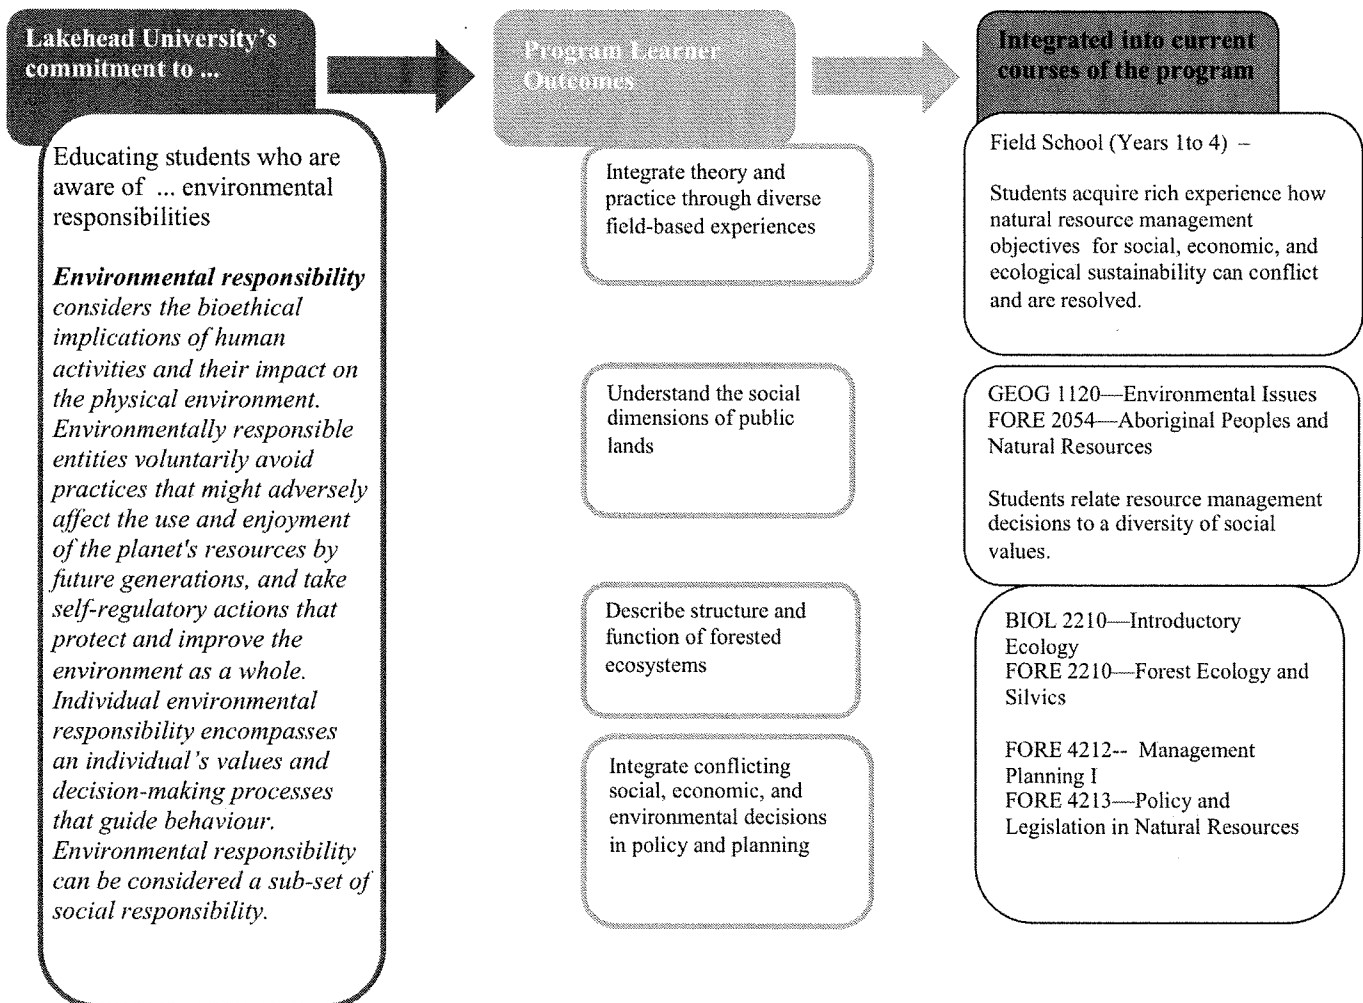 Lakehead University's
commitment to ...
Program Learner
Outcomes
Integrated into current
courses of the program
Educating students who are
aware of ... environmental
responsibilities
Environmental responsibility
considers the bioethical
implications of human
activities and their impact on
the physical environment.
Environmentally responsible
entities voluntarily avoid
practices that might adversely
affect the use and enjoyment
of the planet's resources by
future generations, and take
self-regulatory actions that
protect and improve the
environment as a whole.
Individual environmental
responsibility encompasses
an individual's values and
decision-making processes
that guide behaviour.
Environmental responsibility
can be considered a sub-set of
social responsibility.
Integrate theory and
practice through diverse
field-based experiences
Understand the social
dimensions of public
lands
Describe structure and
function of forested
ecosystems
Integrate conflicting
social, economic, and
environmental decisions
in policy and planning
Field School (Years 1to 4) –
Students acquire rich experience how
natural resource management
objectives for social, economic, and
ecological sustainability can conflict
and are resolved.
GEOG 1120—Environmental Issues
FORE 2054—Aboriginal Peoples and
Natural Resources
Students relate resource management
decisions to a diversity of social
values.
BIOL 2210—Introductory
Ecology
FORE 2210—Forest Ecology and
Silvics
FORE 4212-- Management
Planning I
FORE 4213—Policy and
Legislation in Natural Resources